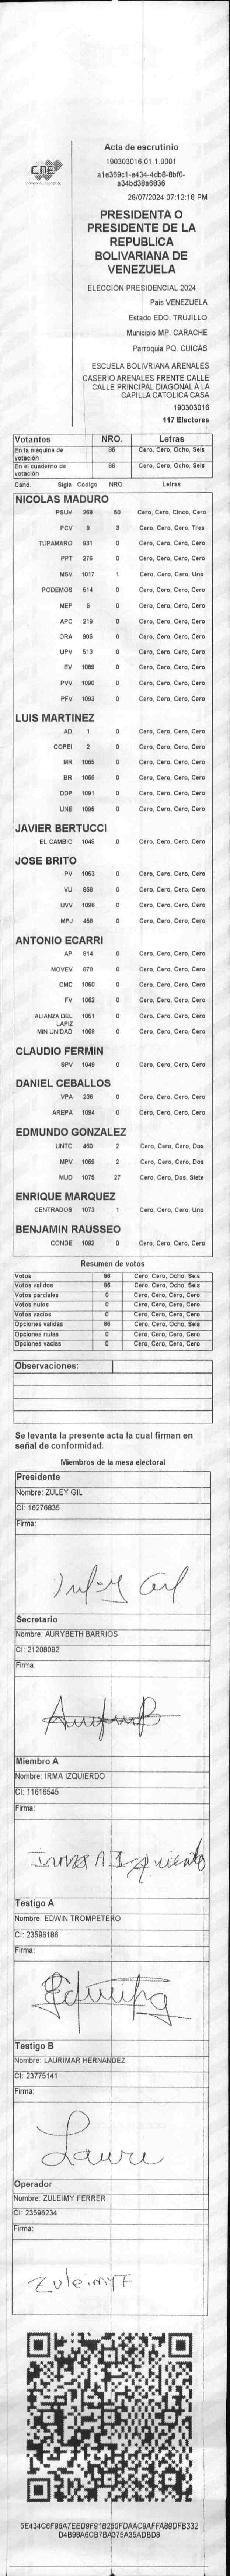 CNE
Acta de escrutinio
190303016.01.1.0001
28/07/2024 07:12:18 PM
PRESIDENTA O
PRESIDENTE DE LA
REPUBLICA
BOLIVARIANA DE
VENEZUELA
ELECCIÓN PRESIDENCIAL 2024
Pais VENEZUELA
Estado EDO. TRUJILLO
Municipio MP. CARACHE
Parroquia PQ. CUICAS
ESCUELA BOLIVRIANA ARENALES
CASERIO ARENALES FRENTE CALLE
CALLE PRINCIPAL DIAGONAL A LA
CAPILLA CATOLICA CASA
190303016
117 Electores
Votantes NRO. Letras
En la máquina de votación 86 Cero, Cero, Ocho, Seis
En el cuaderno de votación 86 Cero, Cero, Ocho, Seis
Cand. Sigla Código NRO. Letras
NICOLAS MADURO
PSUV 269 50 Cero, Cero, Cinco, Cero
PCV 9 3 Cero, Cero, Cero, Tres
TUPAMARO 931 0 Cero, Cero, Cero, Cero
PPT 276 0 Cero, Cero, Cero, Cero
MSV 1017 1 Cero, Cero, Cero, Uno
PODEMOS 514 0 Cero, Cero, Cero, Cero
MEP 6 0 Cero, Cero, Cero, Cero
APC 219 0 Cero, Cero, Cero, Cero
ORA 906 0 Cero, Cero, Cero, Cero
UPV 513 0 Cero, Cero, Cero, Cero
EV 1089 0 Cero, Cero, Cero, Cero
PVV 1090 0 Cero, Cero, Cero, Cero
PFV 1093 0 Cero, Cero, Cero, Cero
LUIS MARTINEZ
AD 1 0 Cero, Cero, Cero, Cero
COPEI 2 0 Cero, Cero, Cero, Cero
MR 1065 0 Cero, Cero, Cero, Cero
BR 1066 0 Cero, Cero, Cero, Cero
DDP 1091 0 Cero, Cero, Cero, Cero
UNE 1095 0 Cero, Cero, Cero, Cero
JAVIER BERTUCCI
EL CAMBIO 1048 0 Cero, Cero, Cero, Cero
JOSE BRITO
PV 1053 0 Cero, Cero, Cero, Cero
VU 868 0 Cero, Cero, Cero, Cero
UVV 1096 0 Cero, Cero, Cero, Cero
MPJ 458 0 Cero, Cero, Cero, Cero
ANTONIO ECARRI
AP 914 0 Cero, Cero, Cero, Cero
MOVEV 979 0 Cero, Cero, Cero, Cero
CMC 1050 0 Cero, Cero, Cero, Cero
FV 1052 0 Cero, Cero, Cero, Cero
ALIANZA DEL LAPIZ 1051 0 Cero, Cero, Cero, Cero
MIN UNIDAD 1068 0 Cero, Cero, Cero, Cero
CLAUDIO FERMIN
SPV 1049 0 Cero, Cero, Cero, Cero
DANIEL CEBALLOS
VPA 236 0 Cero, Cero, Cero, Cero
AREPA 1094 0 Cero, Cero, Cero, Cero
EDMUNDO GONZALEZ
UNTC 460 2 Cero, Cero, Cero, Dos
MPV 1069 2 Cero, Cero, Cero, Dos
MUD 1075 27 Cero, Cero, Dos, Siete
ENRIQUE MARQUEZ
CENTRADOS 1073 1 Cero, Cero, Cero, Uno
BENJAMIN RAUSSEO
CONDE 1092 0 Cero, Cero, Cero, Cero
Resumen de votos
Votos 86 Cero, Cero, Ocho, Seis
Votos validos 86 Cero, Cero, Ocho, Seis
Votos parciales 0 Cero, Cero, Cero, Cero
Votos nulos 0 Cero, Cero, Cero, Cero
Votos vacios 0 Cero, Cero, Cero, Cero
Opciones validas 86 Cero, Cero, Ocho, Seis
Opciones nulas 0 Cero, Cero, Cero, Cero
Opciones vacias 0 Cero, Cero, Cero, Cero
Observaciones:
Se levanta la presente acta la cual firman en
señal de conformidad.
Miembros de la mesa electoral
Presidente
Nombre: ZULEY GIL
CI: 16276835
Firma:
Zuley Gil
Secretario
Nombre: AURYBETH BARRIOS
CI: 21208092
Firma:
Miembro A
Nombre: IRMA IZQUIERDO
CI: 11616545
Firma:
Irma A Izquierdo
Testigo A
Nombre: EDWIN TROMPETERO
CI: 23596186
Firma:
Testigo B
Nombre: LAURIMAR HERNANDEZ
CI: 23775141
Firma:
Lauri
Operador
Nombre: ZULEIMY FERRER
CI: 23596234
Firma:
ZuleimyF